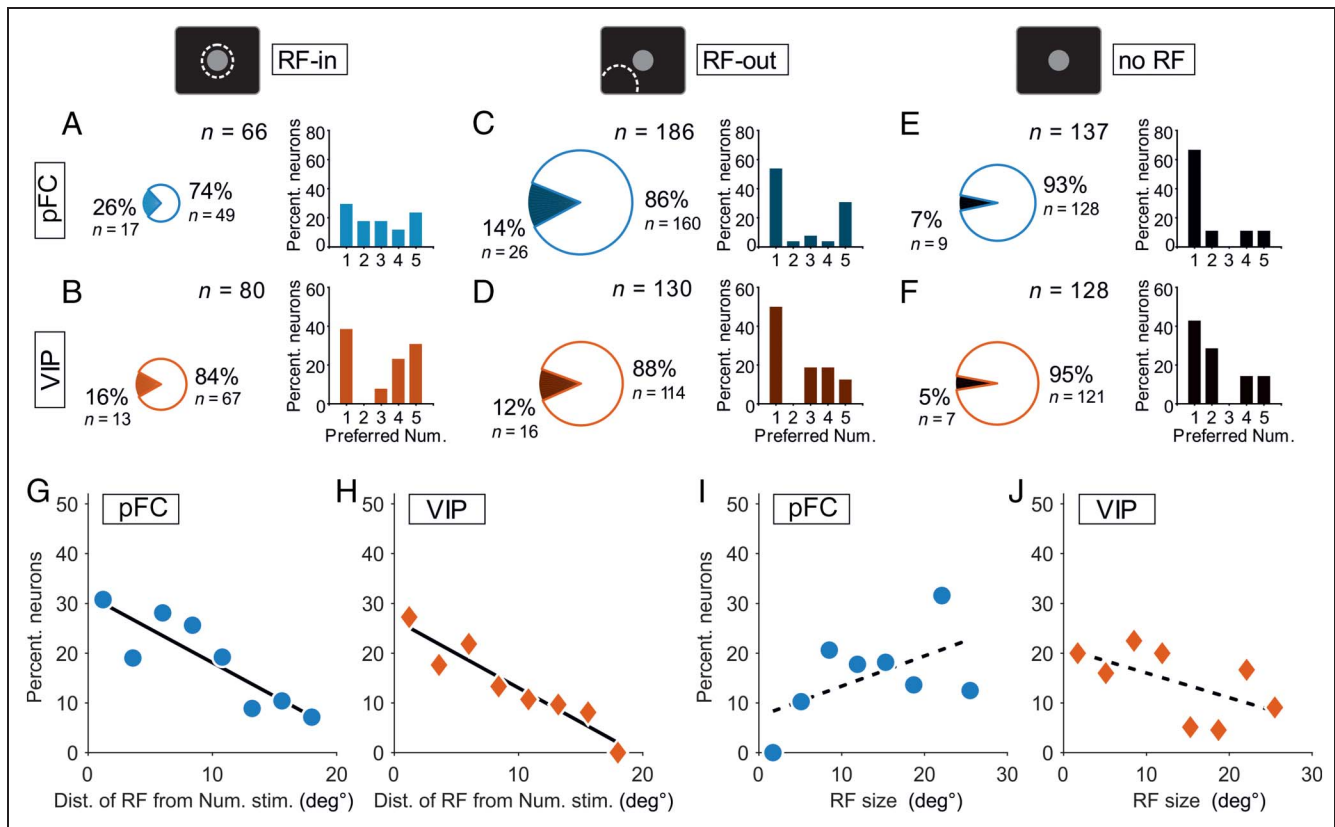 RF-in
RF-out
no RF
A
n = 66
pFC
26%
n = 17
74%
n = 49
Percent. neurons
80
60
40
20
0
1 2 3 4 5
C
n = 186
14%
n = 26
86%
n = 160
Percent. neurons
80
60
40
20
0
1 2 3 4 5
E
n = 137
7%
n = 9
93%
n = 128
Percent. neurons
80
60
40
20
0
1 2 3 4 5
B
n = 80
VIP
16%
n = 13
84%
n = 67
Percent. neurons
60
40
20
0
1 2 3 4 5
Preferred Num.
D
n = 130
12%
n = 16
88%
n = 114
Percent. neurons
60
40
20
0
1 2 3 4 5
Preferred Num.
F
n = 128
5%
n = 7
95%
n = 121
Percent. neurons
60
40
20
0
1 2 3 4 5
Preferred Num.
G
pFC
Percent. neurons
50
40
30
20
10
0
0 10 20
Dist. of RF from Num. stim. (deg°)
H
VIP
50
40
30
20
10
0
0 10 20
Dist. of RF from Num. stim. (deg°)
I
pFC
Percent. neurons
50
40
30
20
10
0
0 10 20 30
RF size (deg°)
J
VIP
50
40
30
20
10
0
0 10 20 30
RF size (deg°)